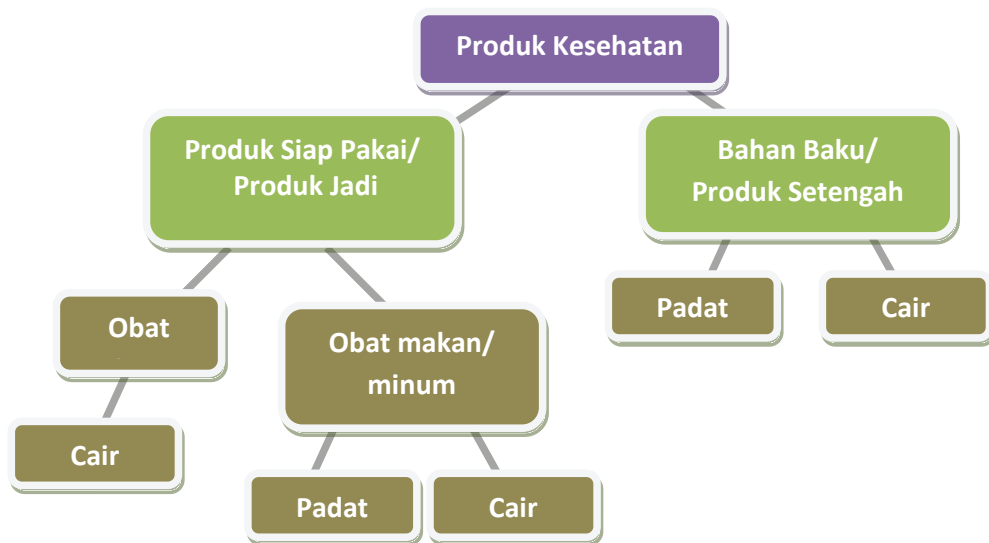 Produk Kesehatan
Produk Siap Pakai/
Produk Jadi
Bahan Baku/
Produk Setengah
Obat
Obat makan/
minum
Padat
Cair
Cair
Padat
Cair